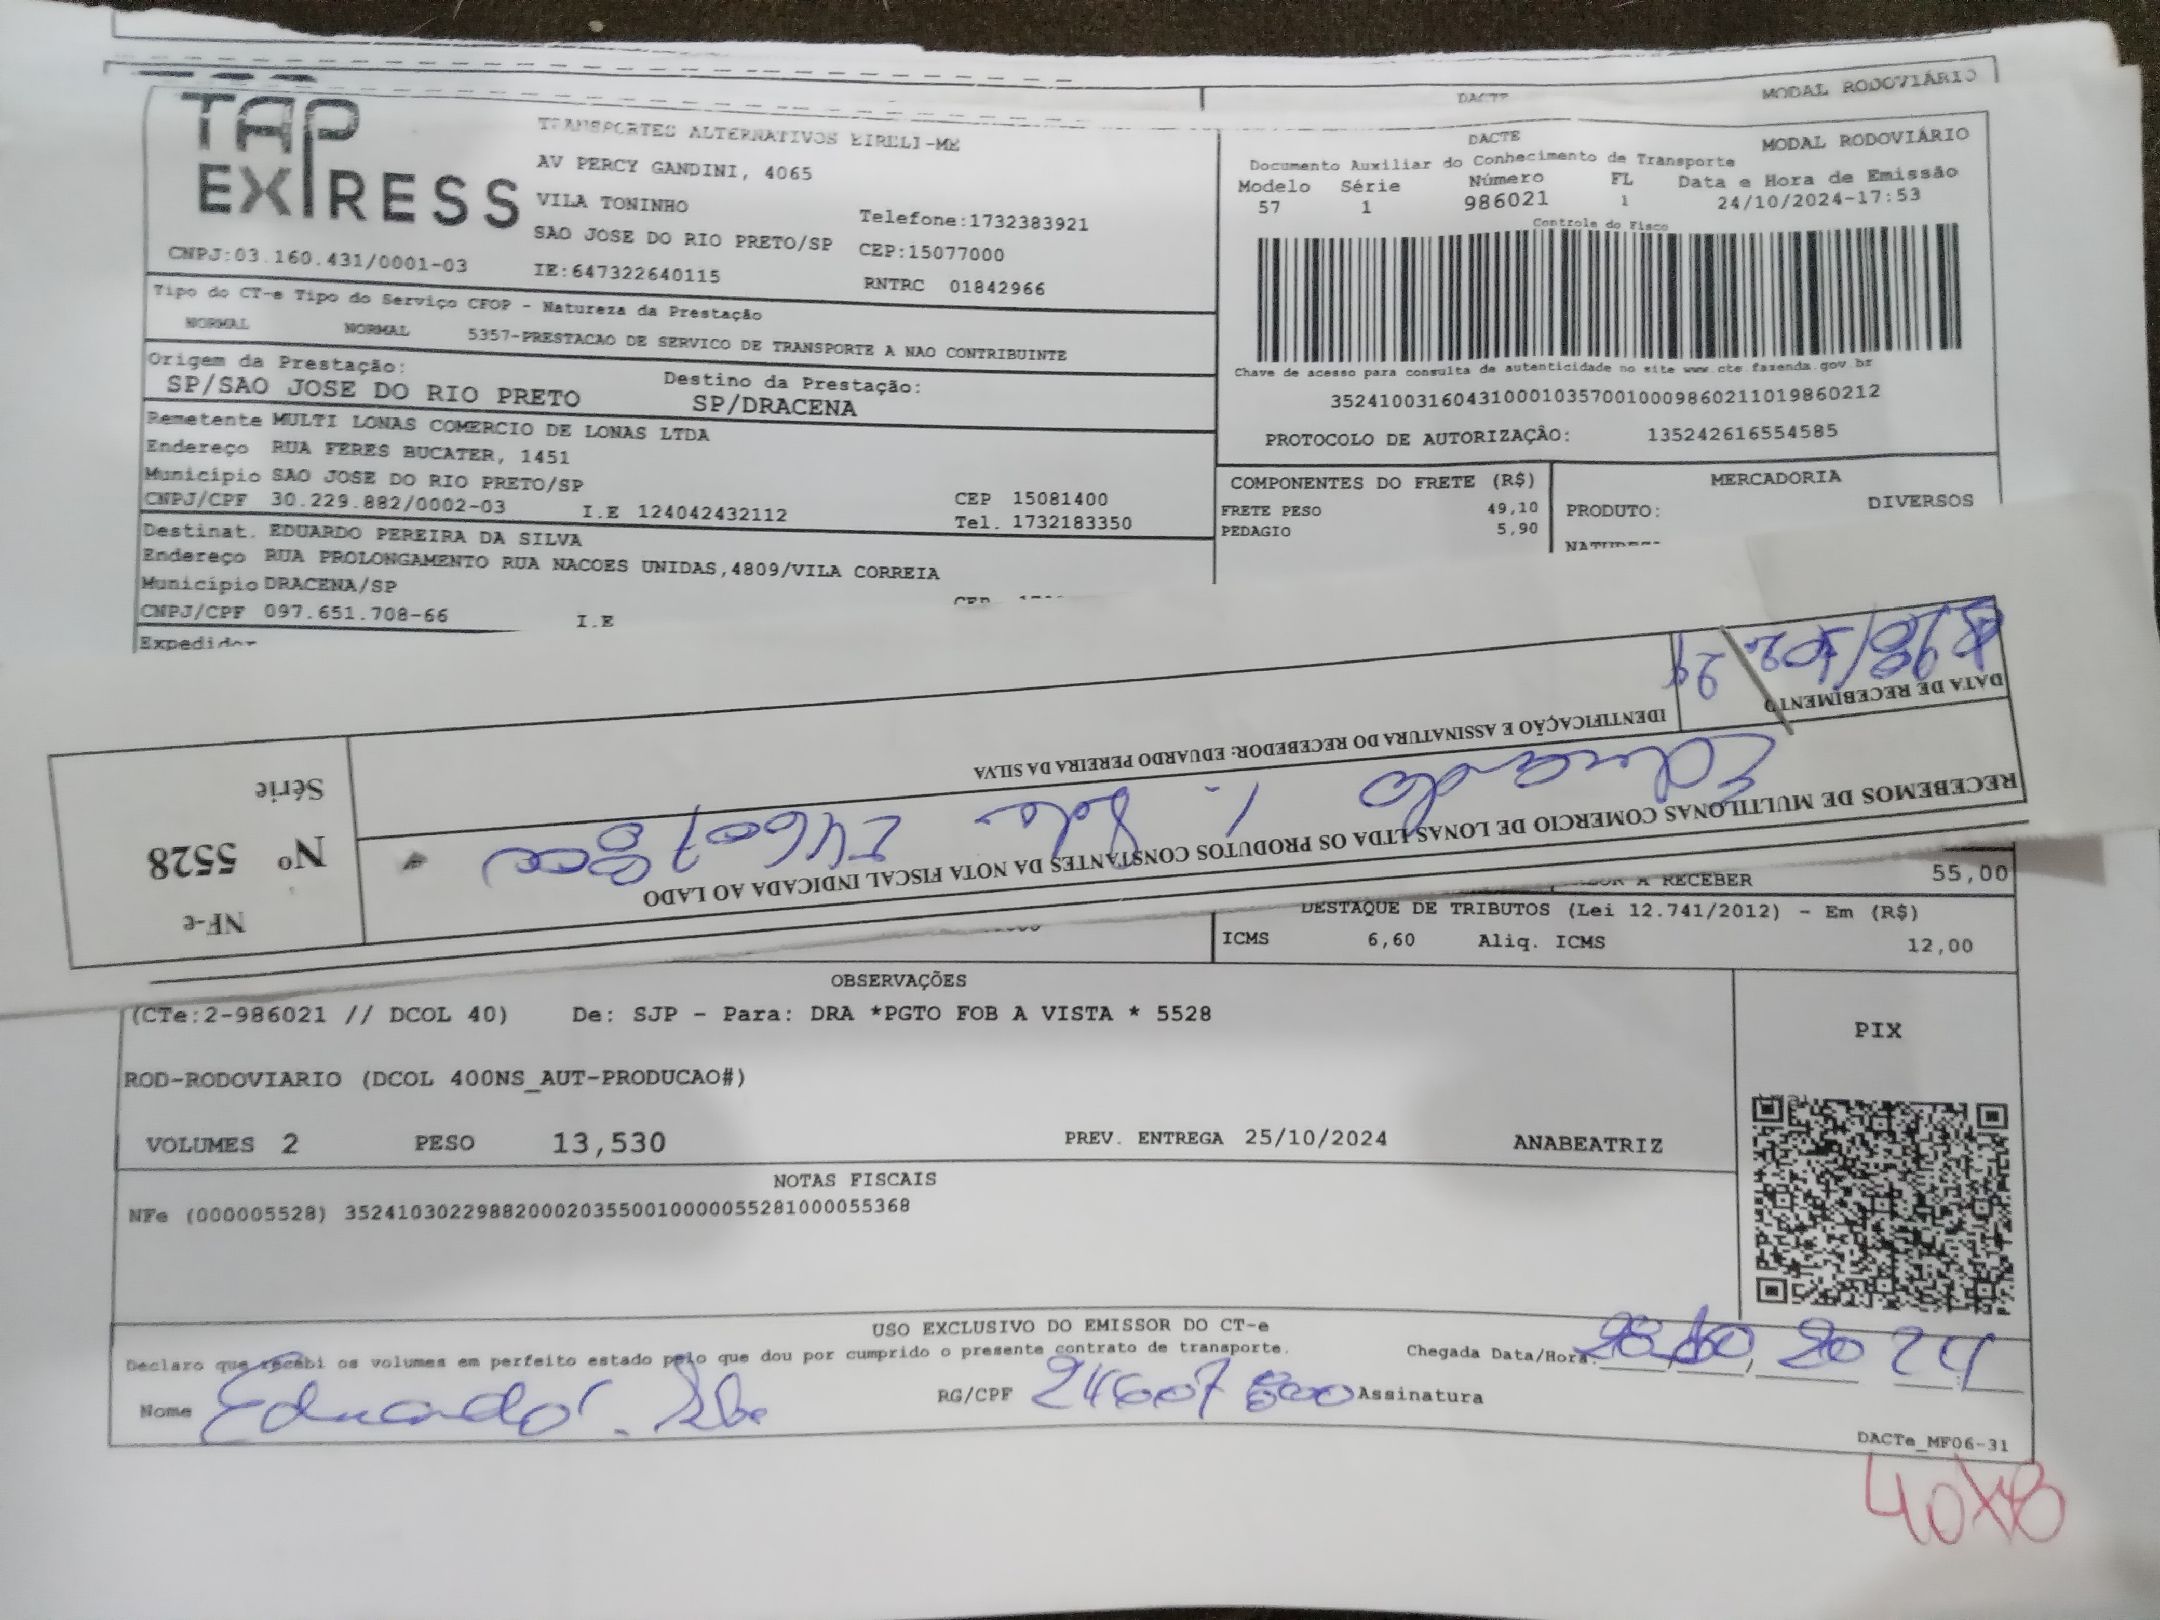 DACTE MODAL RODOVIÁRIO
TAP EXPRESS
TRANSPORTES ALTERNATIVOS EIRELI-ME
AV PERCY GANDINI, 4065
VILA TONINHO Telefone:1732383921
SAO JOSE DO RIO PRETO/SP CEP:15077000
CNPJ:03.160.431/0001-03 IE:647322640115 RNTRC 01842966
DACTE MODAL RODOVIÁRIO
Documento Auxiliar do Conhecimento de Transporte
Modelo Série Número FL Data e Hora de Emissão
57 1 986021 1 24/10/2024-17:53
Controle do Fisco
Chave de acesso para consulta de autenticidade no site www.cte.fazenda.gov.br
35241003160431000103570010009860211019860212
PROTOCOLO DE AUTORIZAÇÃO: 135242616554585
Tipo do CT-e Tipo do Serviço CFOP - Natureza da Prestação
NORMAL NORMAL 5357-PRESTACAO DE SERVICO DE TRANSPORTE A NAO CONTRIBUINTE
Origem da Prestação: Destino da Prestação:
SP/SAO JOSE DO RIO PRETO SP/DRACENA
Remetente MULTI LONAS COMERCIO DE LONAS LTDA
Endereço RUA FERES BUCATER, 1451
Município SAO JOSE DO RIO PRETO/SP CEP 15081400
CNPJ/CPF 30.229.882/0002-03 I.E 124042432112 Tel. 1732183350
Destinat. EDUARDO PEREIRA DA SILVA
Endereço RUA PROLONGAMENTO RUA NACOES UNIDAS,4809/VILA CORREIA
Município DRACENA/SP
CNPJ/CPF 097.651.708-66 I.E
CEP
Expedidor
COMPONENTES DO FRETE (R$)
FRETE PESO 49,10
PEDAGIO 5,90
MERCADORIA
PRODUTO: DIVERSOS
RECEBEMOS DE MULTILONAS COMERCIO DE LONAS LTDA OS PRODUTOS CONSTANTES DA NOTA FISCAL INDICADA AO LADO
DATA DE RECEBIMENTO
IDENTIFICAÇÃO E ASSINATURA DO RECEBEDOR: EDUARDO PEREIRA DA SILVA
Eduardo
NF-e
Nº 5528
Série
A RECEBER 55,00
DESTAQUE DE TRIBUTOS (Lei 12.741/2012) - Em (R$)
ICMS 6,60 Aliq. ICMS 12,00
OBSERVAÇÕES
(CTe:2-986021 // DCOL 40) De: SJP - Para: DRA *PGTO FOB A VISTA * 5528
ROD-RODOVIARIO (DCOL 400NS_AUT-PRODUCAO#)
VOLUMES 2 PESO 13,530 PREV. ENTREGA 25/10/2024 ANABEATRIZ
PIX
NOTAS FISCAIS
NFe (000005528) 35241030229882000203550010000055281000055368
USO EXCLUSIVO DO EMISSOR DO CT-e
Declaro que recebi os volumes em perfeito estado pelo que dou por cumprido o presente contrato de transporte. Chegada Data/Hora: 28/10/2024
Nome Eduardo RG/CPF 24607800 Assinatura
DACTe_MF06-31